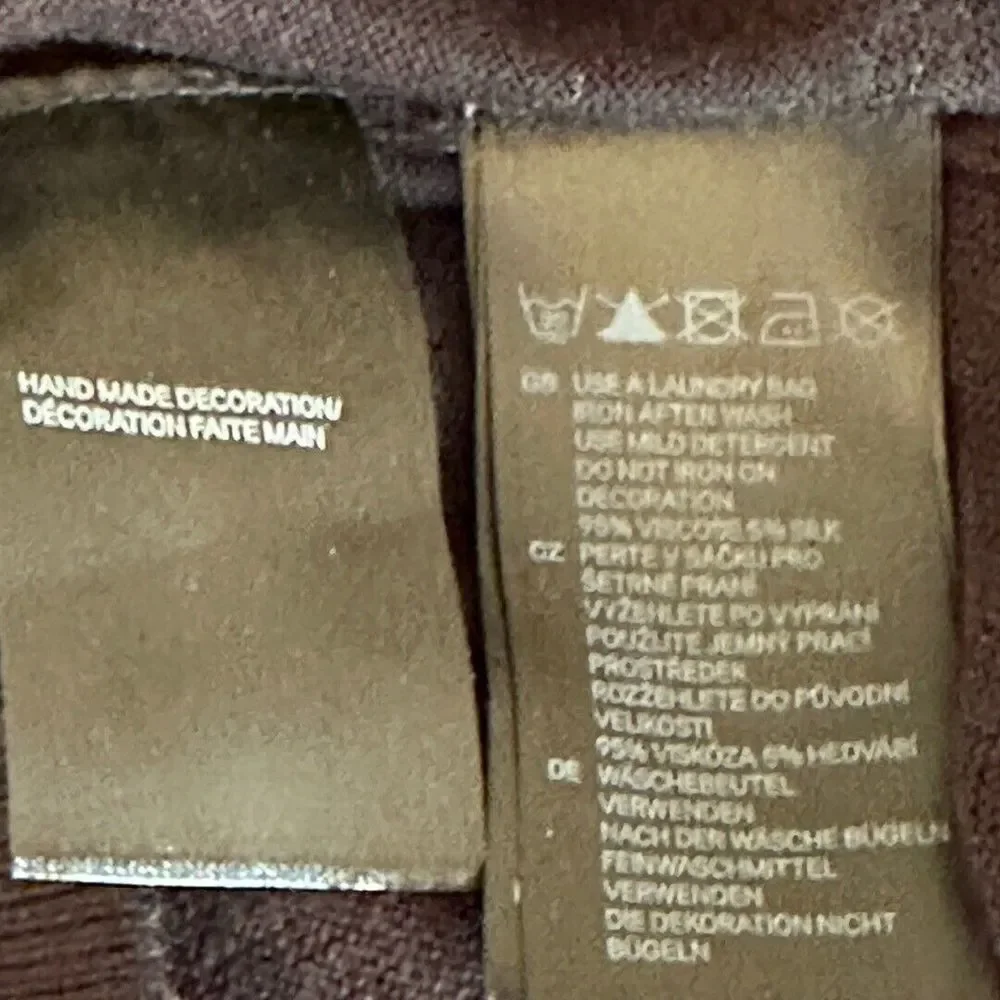 HAND MADE DECORATION/
DÉCORATION FAITE MAIN
GB USE A LAUNDRY BAG
IRON AFTER WASH
USE MILD DETERGENT
DO NOT IRON ON
DECORATION
95% VISCOSE 5% SILK
CZ PERTE V SÁČKU PRO
ŠETRNÉ PRANÍ
VYŽEHLETE PO VYPRÁNÍ
POUŽIJTE JEMNÝ PRACÍ
PROSTŘEDEK
ROZŽEHLETE DO PŮVODNÍ
VELIKOSTI
95% VISKÓZA 5% HEDVÁBÍ
DE WÄSCHEBEUTEL
VERWENDEN
NACH DER WÄSCHE BÜGELN
FEINWASCHMITTEL
VERWENDEN
DIE DEKORATION NICHT
BÜGELN